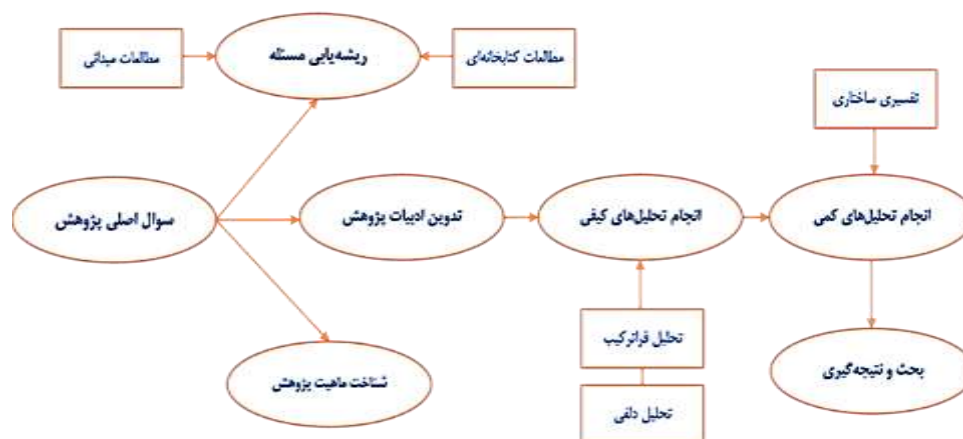 مطالعات میدانی
ریشه‌یابی مسئله
مطالعات کتابخانه‌ای
تفسیری ساختاری
سوال اصلی پژوهش
تدوین ادبیات پژوهش
انجام تحلیل‌های کیفی
انجام تحلیل‌های کمی
شناخت ماهیت پژوهش
تحلیل فراترکیب
تحلیل دلفی
بحث و نتیجه‌گیری